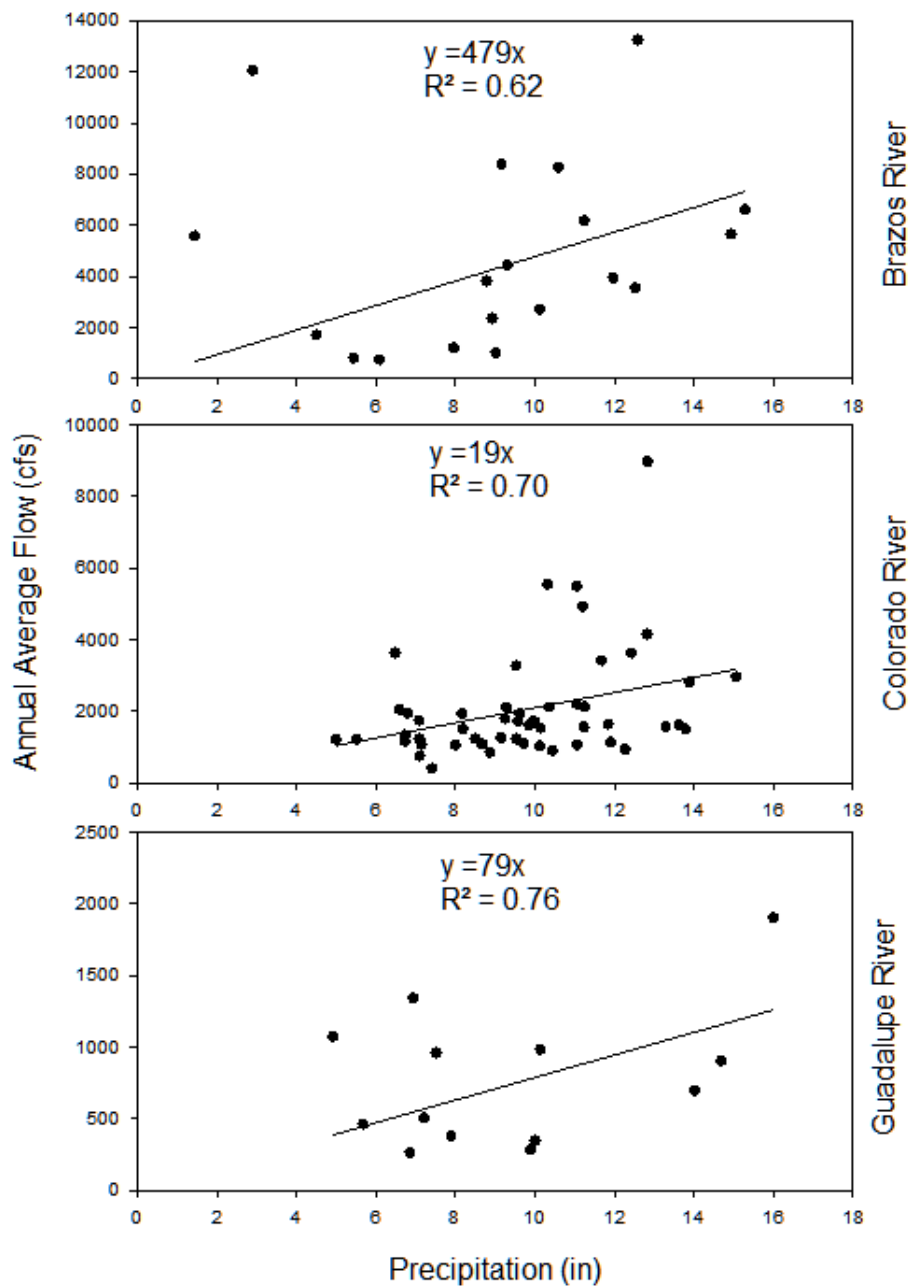 14000
12000
10000
8000
6000
4000
2000
0
y =479x
R² = 0.62
0 2 4 6 8 10 12 14 16 18
Brazos River
10000
8000
6000
4000
2000
0
y =19x
R² = 0.70
0 2 4 6 8 10 12 14 16 18
Colorado River
Annual Average Flow (cfs)
2500
2000
1500
1000
500
0
y =79x
R² = 0.76
0 2 4 6 8 10 12 14 16 18
Guadalupe River
Precipitation (in)